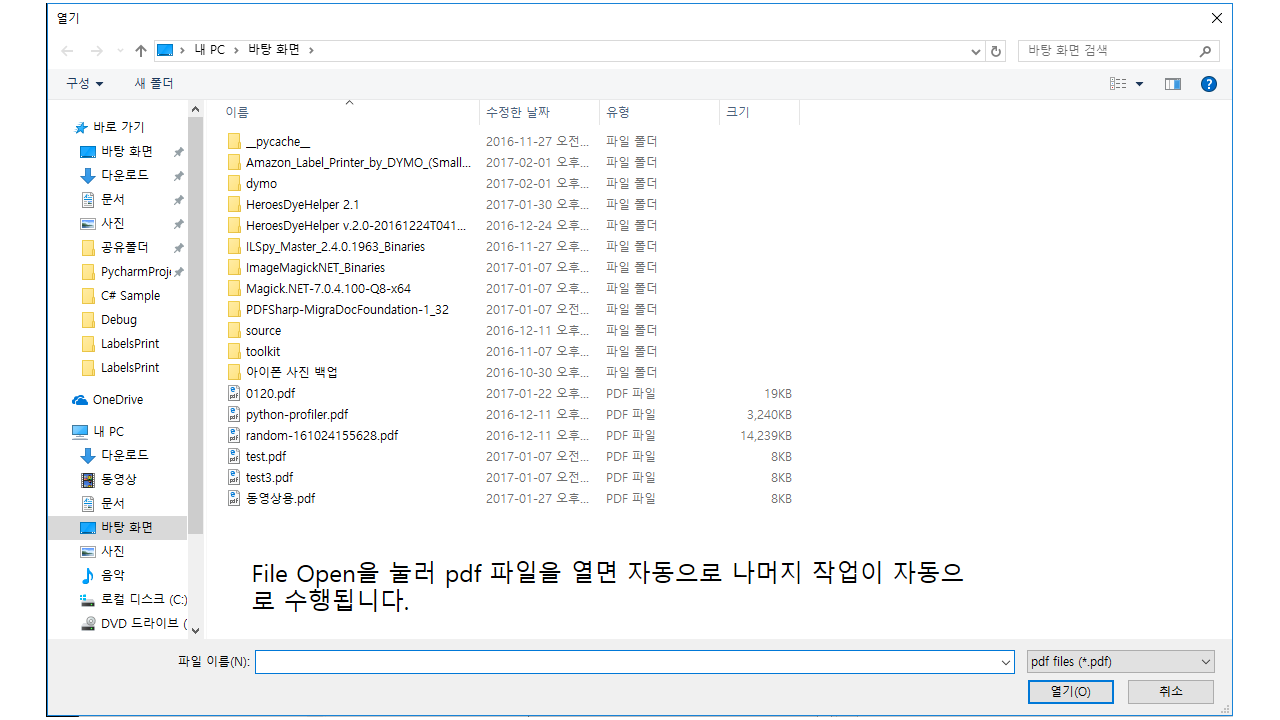 열기
내 PC
바탕 화면
바탕 화면 검색
구성
새 폴더
이름
수정한 날짜
유형
크기
바로 가기
바탕 화면
다운로드
문서
사진
공유폴더
PycharmProj
C# Sample
Debug
LabelsPrint
LabelsPrint
OneDrive
내 PC
다운로드
동영상
문서
바탕 화면
사진
음악
로컬 디스크 (C:)
DVD 드라이브 (
__pycache__ 2016-11-27 오전... 파일 폴더
Amazon_Label_Printer_by_DYMO_(Small... 2017-02-01 오후... 파일 폴더
dymo 2017-02-01 오후... 파일 폴더
HeroesDyeHelper 2.1 2017-01-30 오후... 파일 폴더
HeroesDyeHelper v.2.0-20161224T041... 2016-12-24 오후... 파일 폴더
ILSpy_Master_2.4.0.1963_Binaries 2016-11-27 오후... 파일 폴더
ImageMagickNET_Binaries 2017-01-07 오후... 파일 폴더
Magick.NET-7.0.4.100-Q8-x64 2017-01-07 오후... 파일 폴더
PDFSharp-MigraDocFoundation-1_32 2017-01-07 오전... 파일 폴더
source 2016-12-11 오후... 파일 폴더
toolkit 2016-11-07 오후... 파일 폴더
아이폰 사진 백업 2016-10-30 오후... 파일 폴더
0120.pdf 2017-01-22 오후... PDF 파일 19KB
python-profiler.pdf 2016-12-11 오후... PDF 파일 3,240KB
random-161024155628.pdf 2016-12-11 오후... PDF 파일 14,239KB
test.pdf 2017-01-07 오전... PDF 파일 8KB
test3.pdf 2017-01-07 오전... PDF 파일 8KB
동영상용.pdf 2017-01-27 오후... PDF 파일 8KB
File Open을 눌러 pdf 파일을 열면 자동으로 나머지 작업이 자동으
로 수행됩니다.
파일 이름(N):
pdf files (*.pdf)
열기(O)
취소